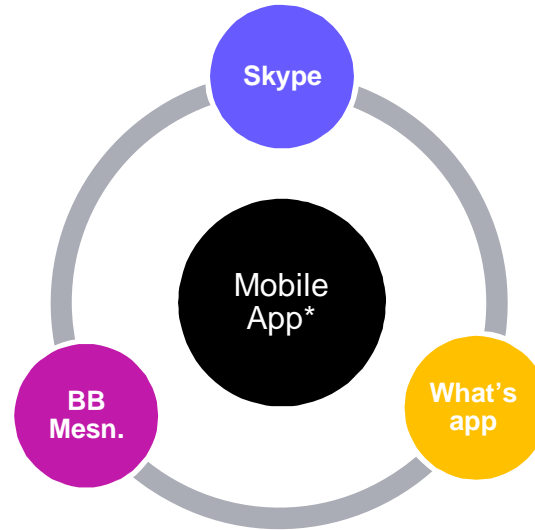 Skype
Mobile
App*
BB
Mesn.
What’s
app